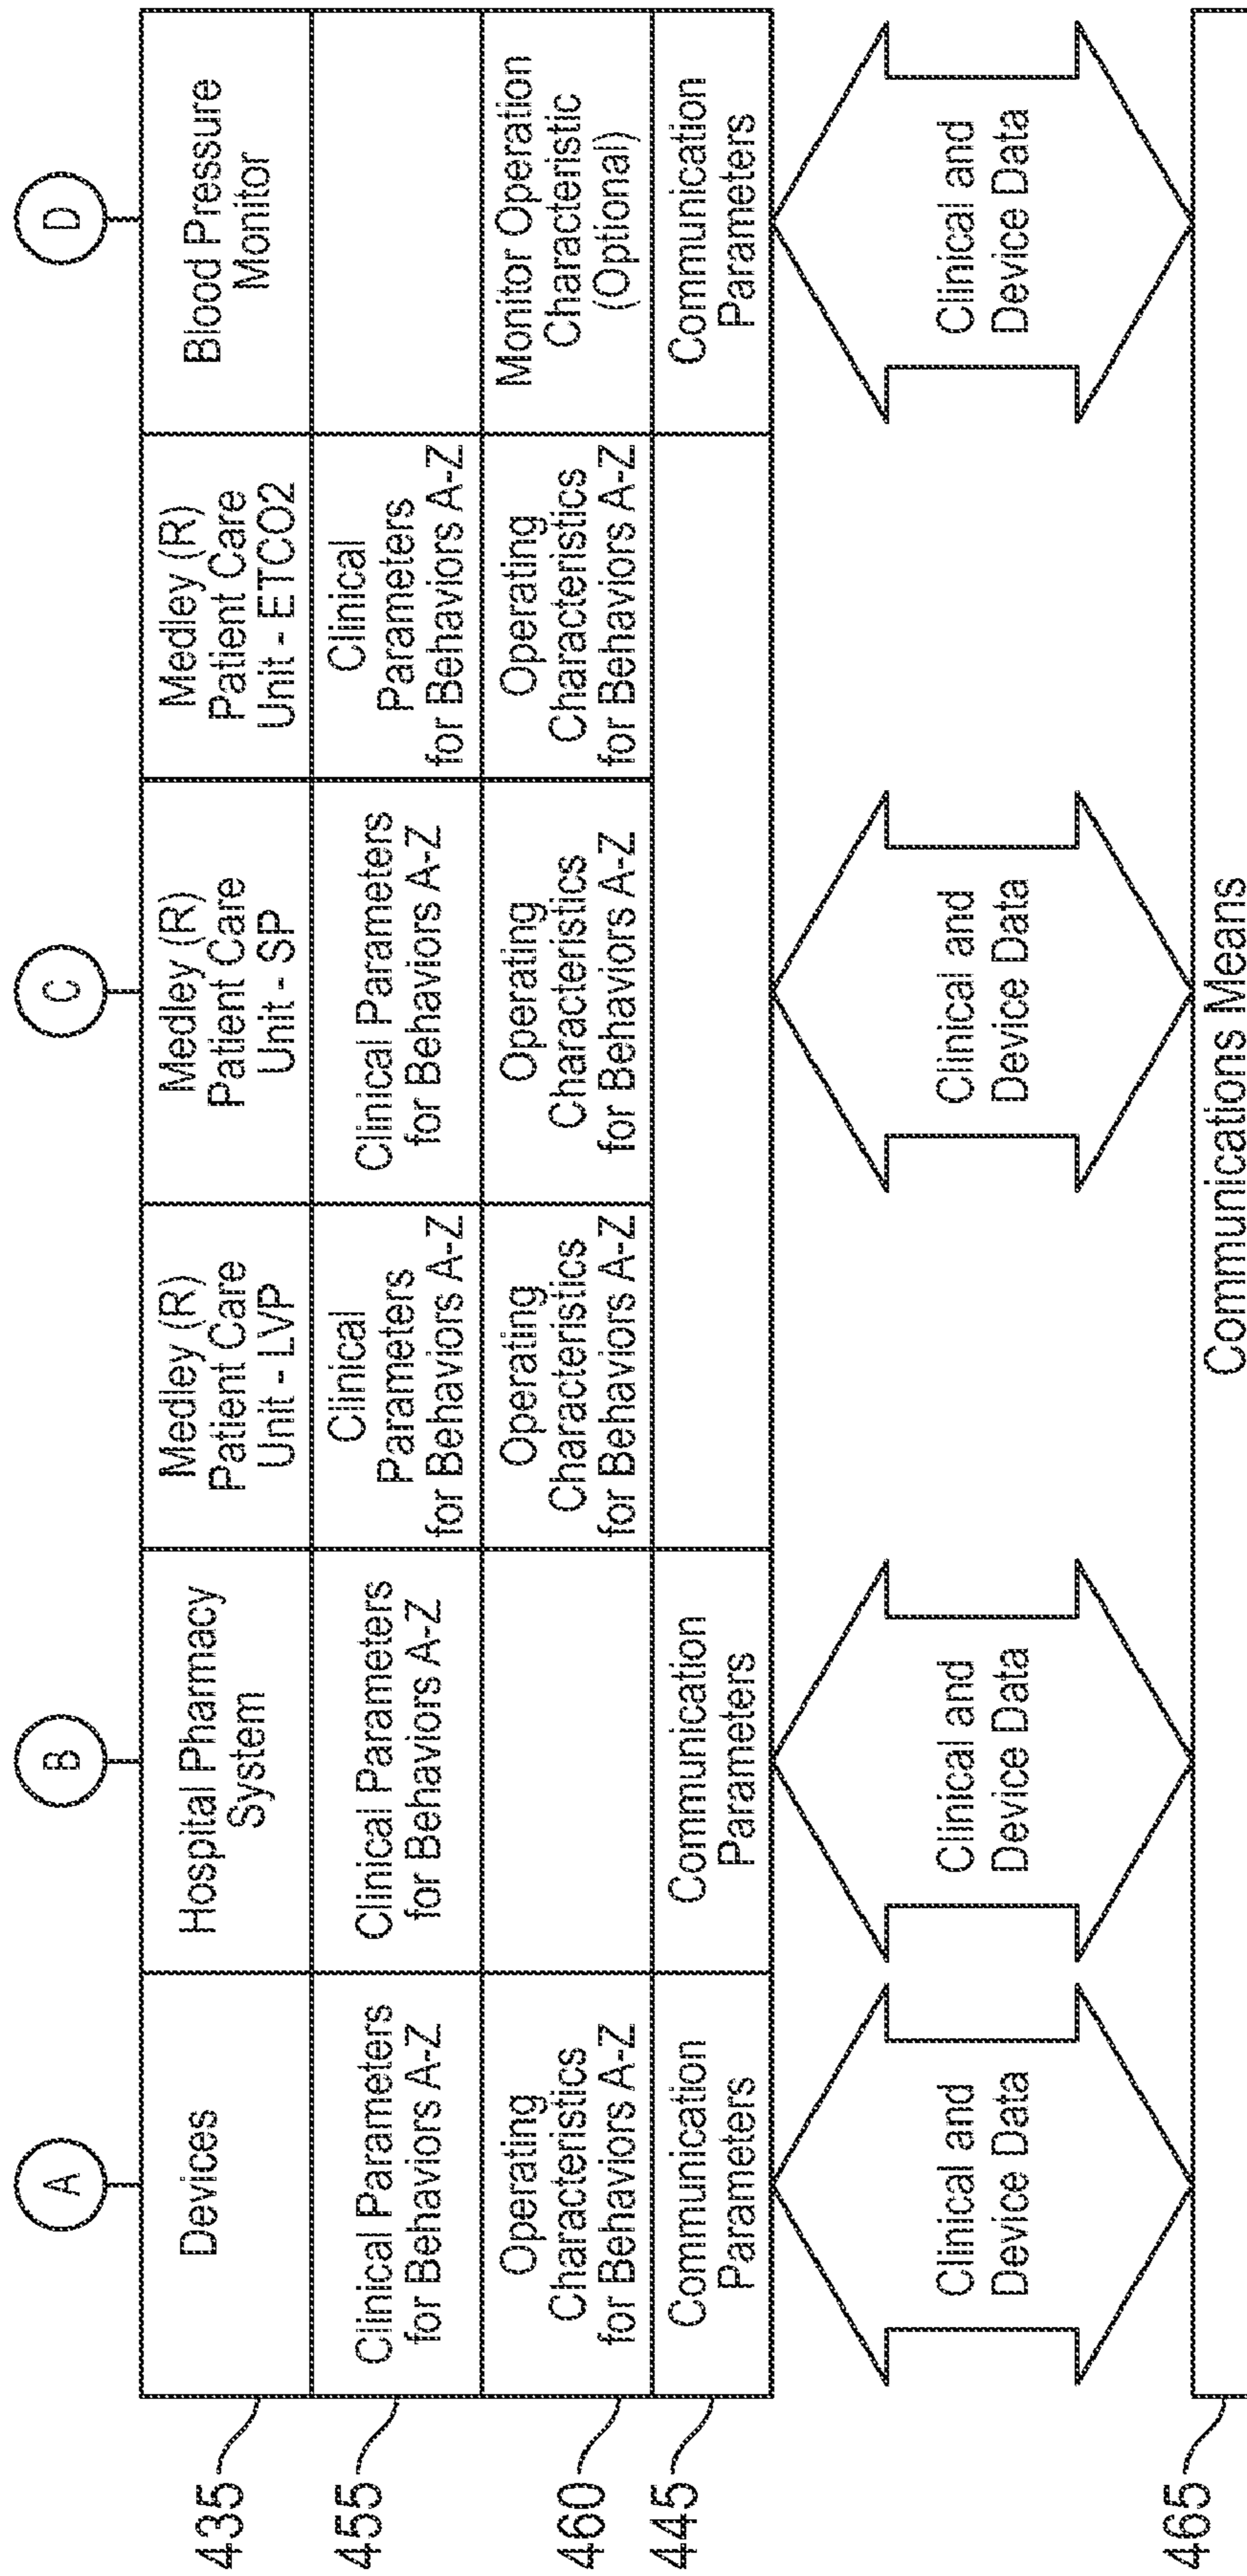 A
B
C
D
435
Devices
Hospital Pharmacy
System
Medley (R)
Patient Care
Unit - LVP
Medley (R)
Patient Care
Unit - SP
Medley (R)
Patient Care
Unit - ETCO2
Blood Pressure
Monitor
455
Clinical Parameters
for Behaviors A-Z
Clinical Parameters
for Behaviors A-Z
Clinical
Parameters
for Behaviors A-Z
Clinical Parameters
for Behaviors A-Z
Clinical
Parameters
for Behaviors A-Z
460
Operating
Characteristics
for Behaviors A-Z
Operating
Characteristics
for Behaviors A-Z
Operating
Characteristics
for Behaviors A-Z
Operating
Characteristics
for Behaviors A-Z
Monitor Operation
Characteristic
(Optional)
445
Communication
Parameters
Communication
Parameters
Communication
Parameters
Clinical and
Device Data
Clinical and
Device Data
Clinical and
Device Data
Clinical and
Device Data
465
Communications Means